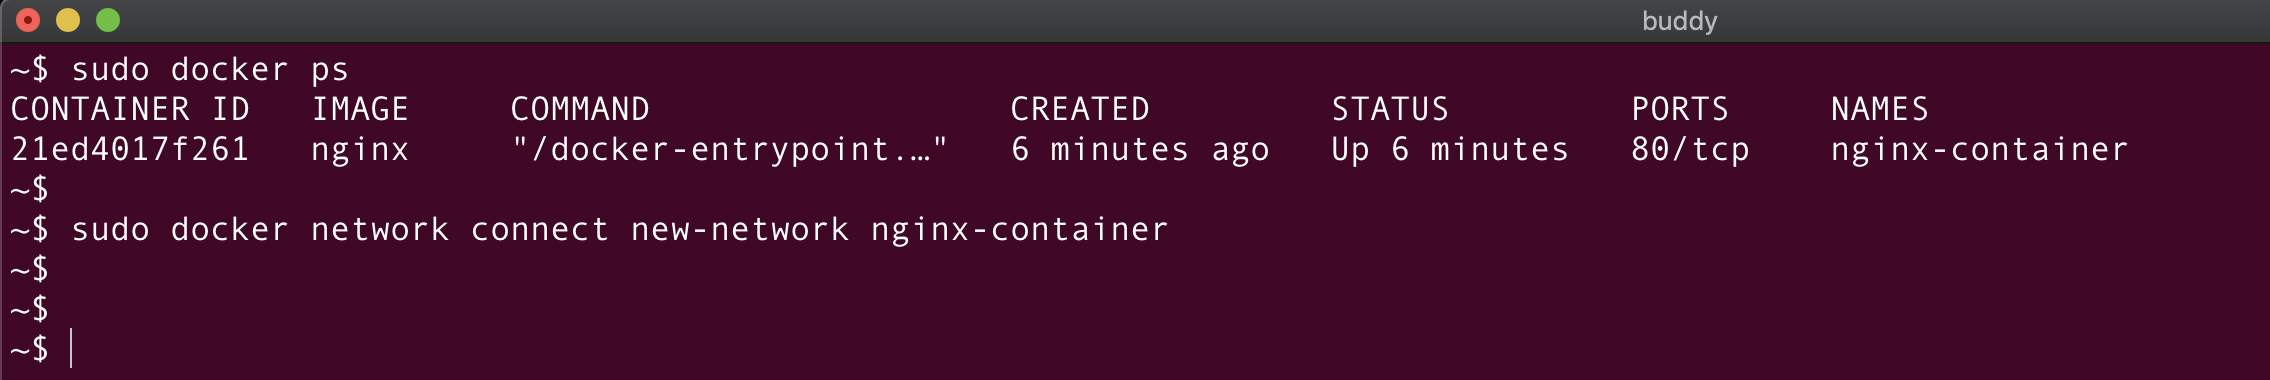 buddy
~$ sudo docker ps
CONTAINER ID   IMAGE     COMMAND                  CREATED         STATUS         PORTS     NAMES
21ed4017f261   nginx     "/docker-entrypoint.…"   6 minutes ago   Up 6 minutes   80/tcp    nginx-container
~$
~$ sudo docker network connect new-network nginx-container
~$
~$
~$